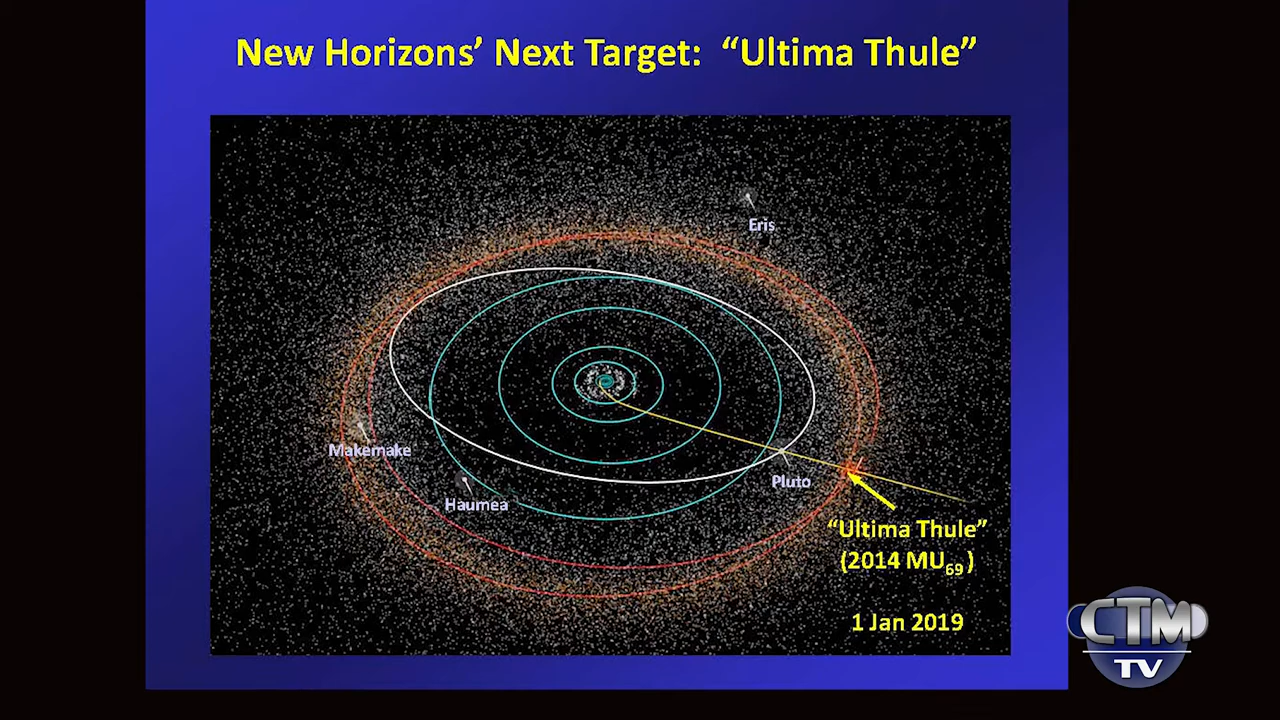 New Horizons’ Next Target: “Ultima Thule”
Eris
Makemake
Haumea
Pluto
“Ultima Thule”
(2014 MU69)
1 Jan 2019
CTM
TV